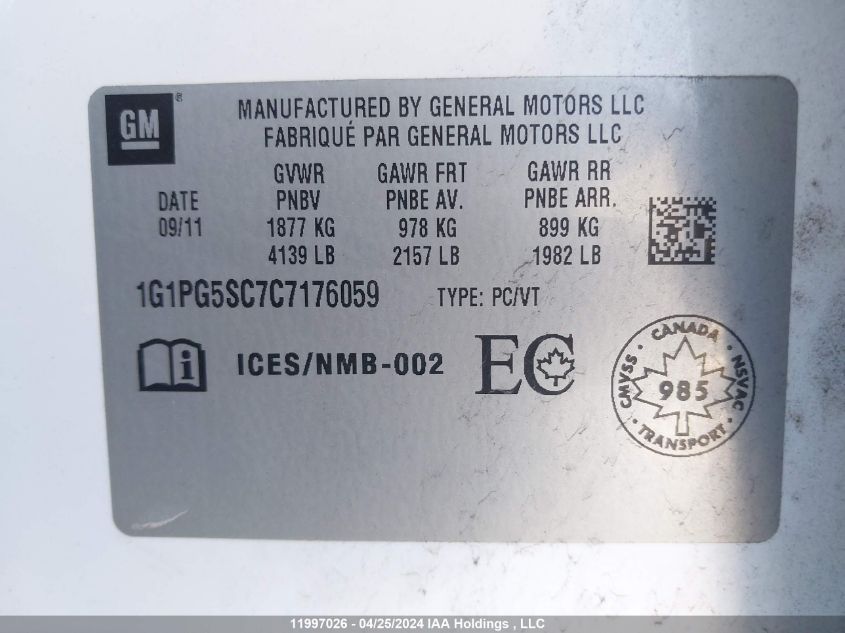 GM
MANUFACTURED BY GENERAL MOTORS LLC
FABRIQUÉ PAR GENERAL MOTORS LLC
DATE
09/11
GVWR
PNBV
1877 KG
4139 LB
GAWR FRT
PNBE AV.
978 KG
2157 LB
GAWR RR
PNBE ARR.
899 KG
1982 LB
1G1PG5SC7C7176059 TYPE: PC/VT
i ICES/NMB-002 EC
CANADA
CMVSS 985 NSVAC
TRANSPORT
11997026 - 04/25/2024 IAA Holdings , LLC